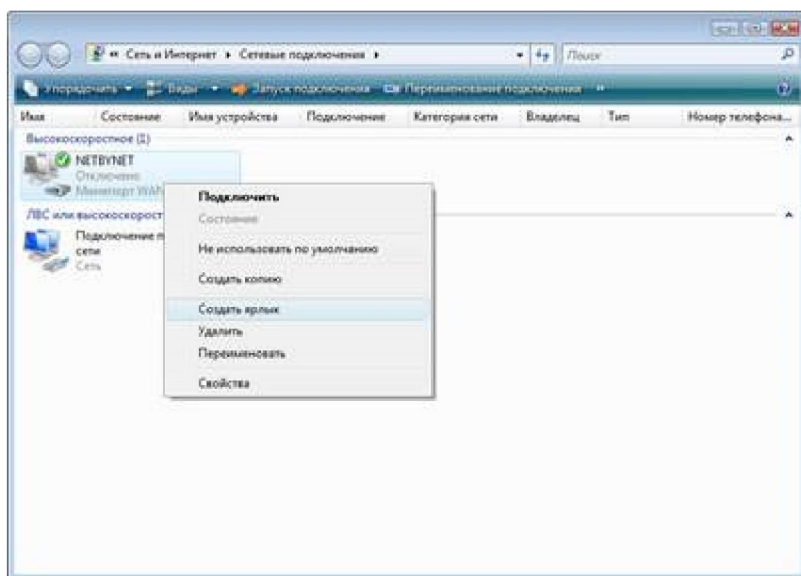 « Сеть и Интернет ▸ Сетевые подключения ▸
Поиск
Упорядочить Виды Запуск подключения Переименование подключения »
Имя Состояние Имя устройства Подключение Категория сети Владелец Тип Номер телефона...
Высокоскоростное (1)
NETBYNET
Отключено
Минипорт WAN
ЛВС или высокоскорост
Подключение п
сети
Сеть
Подключить
Состояние
Не использовать по умолчанию
Создать копию
Создать ярлык
Удалить
Переименовать
Свойства